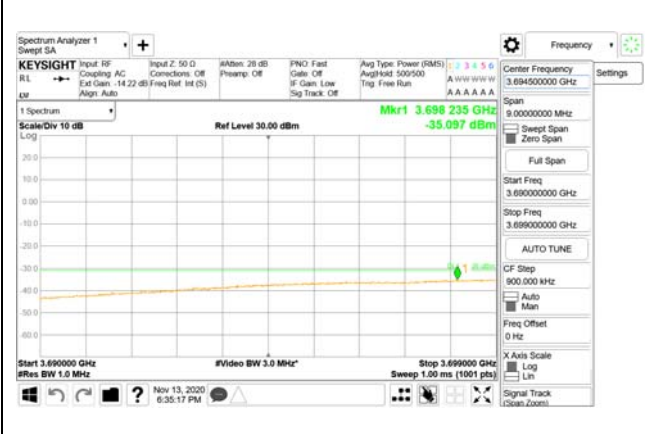 Spectrum Analyzer 1
Swept SA
+
Frequency
KEYSIGHT
RL
Input: RF
Coupling: AC
Ext Gain: -14.22 dB
Align: Auto
Input Z: 50 Ω
Corrections: Off
Freq Ref: Int (S)
#Atten: 28 dB
Preamp: Off
PNO: Fast
Gate: Off
IF Gain: Low
Sig Track: Off
Avg Type: Power (RMS)
Avg|Hold: 500/500
Trig: Free Run
1 2 3 4 5 6
A W W W W W
A A A A A A
1 Spectrum
Scale/Div 10 dB
Log
Ref Level 30.00 dBm
Mkr1 3.698 235 GHz
-35.097 dBm
20.0
10.0
0.00
-10.0
-20.0
-30.0
-40.0
-50.0
-60.0
1
Start 3.690000 GHz
#Res BW 1.0 MHz
#Video BW 3.0 MHz*
Stop 3.699000 GHz
Sweep 1.00 ms (1001 pts)
Nov 13, 2020
6:35:17 PM
?
Center Frequency
3.694500000 GHz
Settings
Span
9.00000000 MHz
Swept Span
Zero Span
Full Span
Start Freq
3.690000000 GHz
Stop Freq
3.699000000 GHz
AUTO TUNE
CF Step
900.000 kHz
Auto
Man
Freq Offset
0 Hz
X Axis Scale
Log
Lin
Signal Track
(Span Zoom)